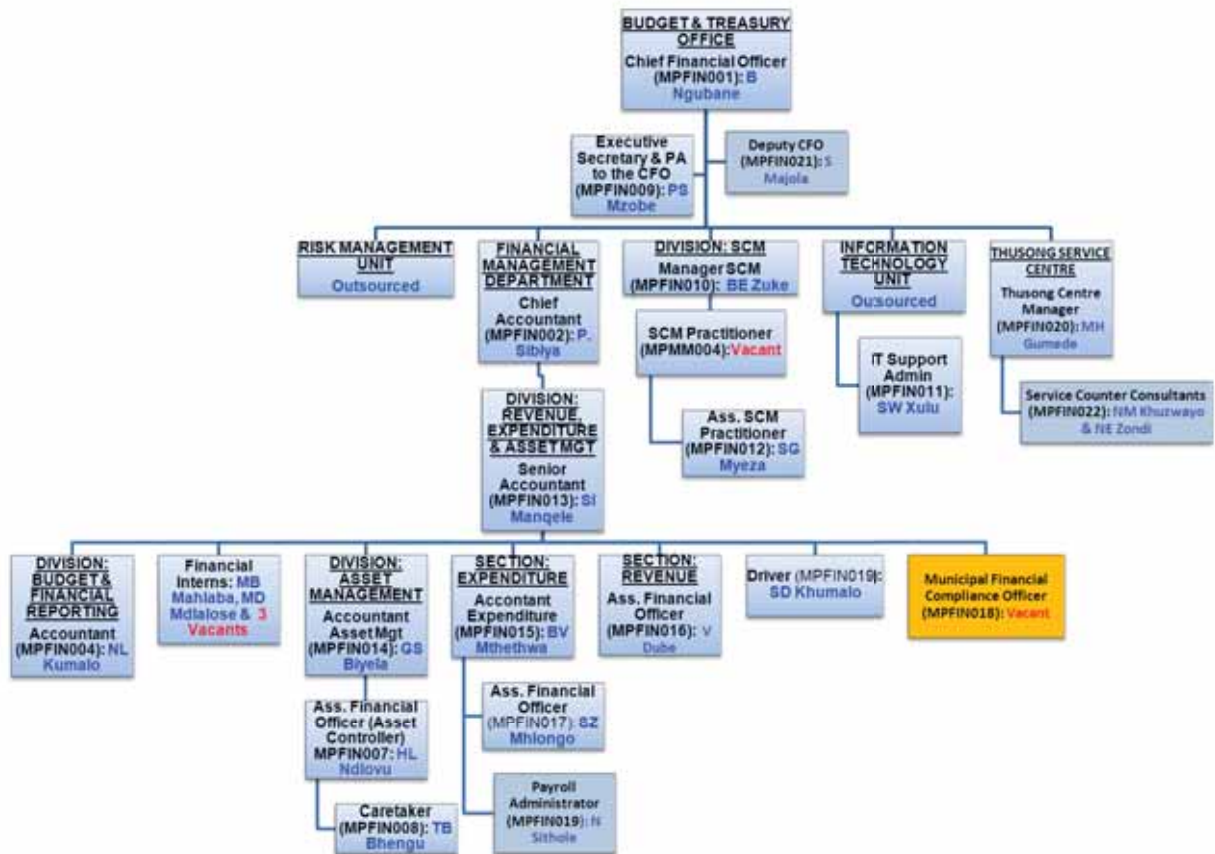 BUDGET & TREASURY
OFFICE
Chief Financial Officer
(MPFIN001): B
Ngubane
Executive
Secretary & PA
to the CFO
(MPFIN009): PS
Mzobe
Deputy CFO
(MPFIN021): S
Majola
RISK MANAGEMENT
UNIT
Outsourced
FINANCIAL
MANAGEMENT
DEPARTMENT
Chief
Accountant
(MPFIN002): P.
Sibiya
DIVISION: SCM
Manager SCM
(MPFIN010): BE Zuke
INFORMATION
TECHNOLOGY
UNIT
Outsourced
THUSONG SERVICE
CENTRE
Thusong Centre
Manager
(MPFIN020): MH
Gumede
SCM Practitioner
(MPMM004):Vacant
IT Support
Admin
(MPFIN011):
SW Xulu
Service Counter Consultants
(MPFIN022): NM Khuzwayo
& NE Zondi
DIVISION:
REVENUE,
EXPENDITURE
& ASSET MGT
Senior
Accountant
(MPFIN013): SI
Manqele
Ass. SCM
Practitioner
(MPFIN012): SG
Myeza
DIVISION:
BUDGET &
FINANCIAL
REPORTING
Accountant
(MPFIN004): NL
Kumalo
Financial
Interns: MB
Mahlaba, MD
Mdlalose & 3
Vacants
DIVISION:
ASSET
MANAGEMENT
Accountant
Asset Mgt
(MPFIN014): GS
Biyela
SECTION:
EXPENDITURE
Accontant
Expenditure
(MPFIN015): BV
Mthethwa
SECTION:
REVENUE
Ass. Financial
Officer
(MPFIN016): V
Dube
Driver (MPFIN019):
SD Khumalo
Municipal Financial
Compliance Officer
(MPFIN018): Vacant
Ass. Financial
Officer (Asset
Controller)
MPFIN007: HL
Ndlovu
Ass. Financial
Officer
(MPFIN017): SZ
Mhlongo
Caretaker
(MPFIN008): TB
Bhengu
Payroll
Administrator
(MPFIN019): N
Sithole